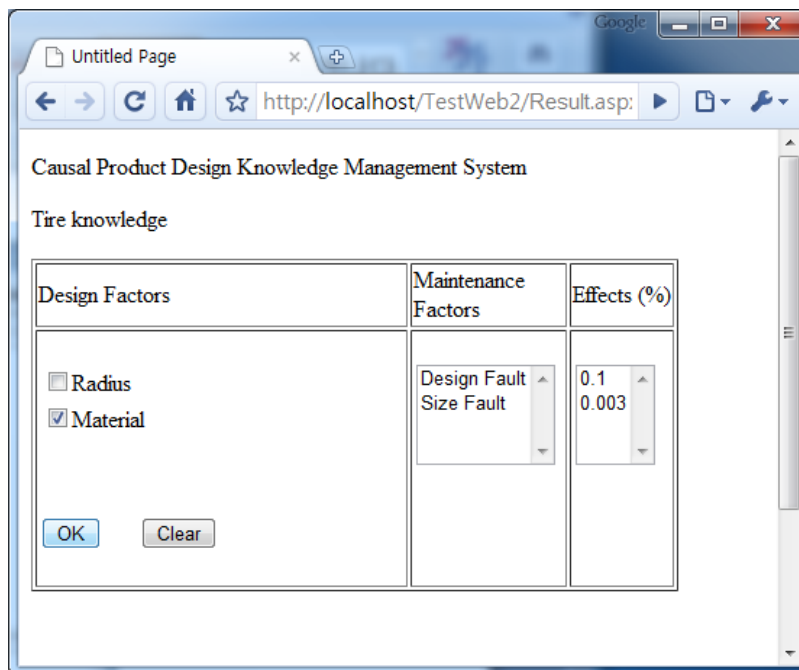 Google
Untitled Page
http://localhost/TestWeb2/Result.asp
Causal Product Design Knowledge Management System
Tire knowledge
Design Factors
Maintenance
Factors
Effects (%)
Radius
Material
Design Fault
Size Fault
0.1
0.003
OK
Clear